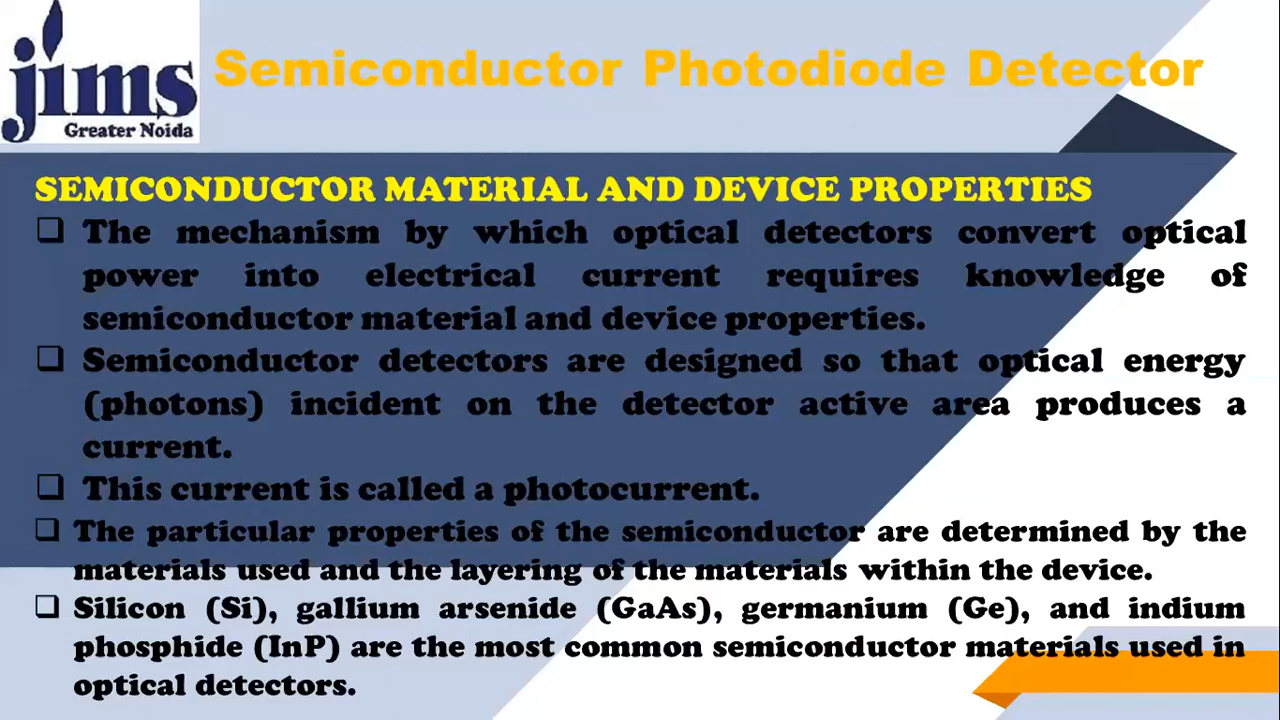 jims
Greater Noida
Semiconductor Photodiode Detector
SEMICONDUCTOR MATERIAL AND DEVICE PROPERTIES
❑ The mechanism by which optical detectors convert optical
power into electrical current requires knowledge of
semiconductor material and device properties.
❑ Semiconductor detectors are designed so that optical energy
(photons) incident on the detector active area produces a
current.
❑ This current is called a photocurrent.
❑ The particular properties of the semiconductor are determined by the
materials used and the layering of the materials within the device.
❑ Silicon (Si), gallium arsenide (GaAs), germanium (Ge), and indium
phosphide (InP) are the most common semiconductor materials used in
optical detectors.